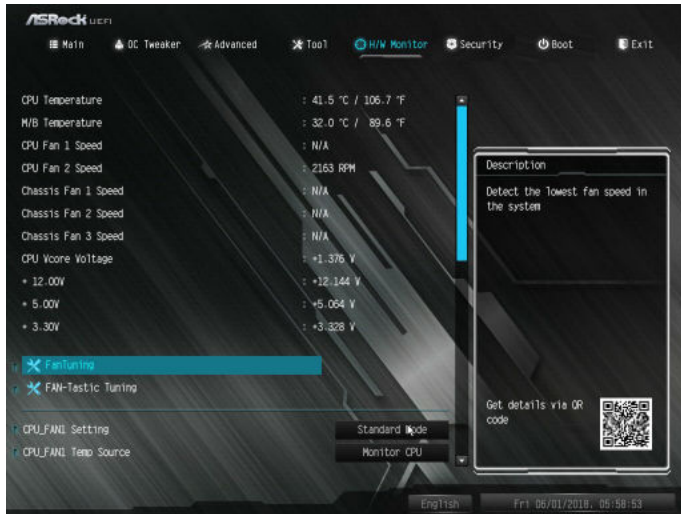 ASRock UEFI
Main OC Tweaker Advanced Tool H/W Monitor Security Boot Exit
CPU Temperature : 41.5 °C / 106.7 °F
M/B Temperature : 32.0 °C / 89.6 °F
CPU Fan 1 Speed : N/A
CPU Fan 2 Speed : 2163 RPM
Chassis Fan 1 Speed : N/A
Chassis Fan 2 Speed : N/A
Chassis Fan 3 Speed : N/A
CPU Vcore Voltage : +1.376 V
+ 12.00V : +12.144 V
+ 5.00V : +5.064 V
+ 3.30V : +3.328 V
FanTuning
FAN-Tastic Tuning
CPU_FAN1 Setting Standard Mode
CPU_FAN1 Temp Source Monitor CPU
Description
Detect the lowest fan speed in
the system
Get details via QR
code
English Fri 06/01/2018, 05:58:53